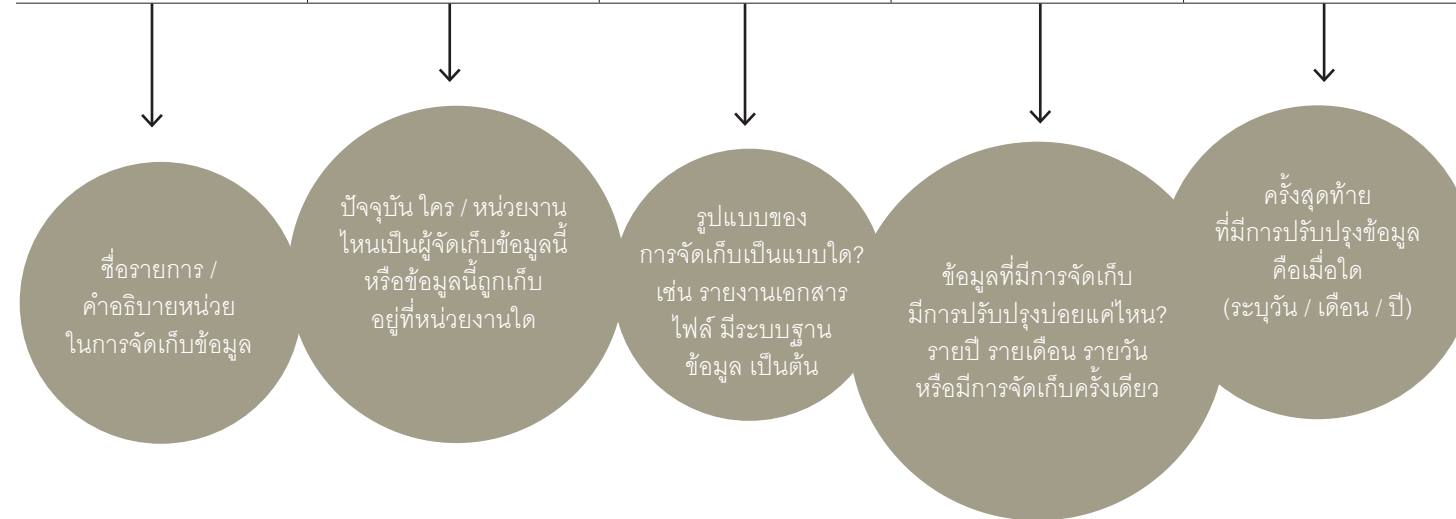 ชื่อรายการ /
คำอธิบายหน่วย
ในการจัดเก็บข้อมูล
ปัจจุบัน ใคร / หน่วยงาน
ไหนเป็นผู้จัดเก็บข้อมูลนี้
หรือข้อมูลนี้ถูกเก็บ
อยู่ที่หน่วยงานใด
รูปแบบของ
การจัดเก็บเป็นแบบใด?
เช่น รายงานเอกสาร
ไฟล์ มีระบบฐาน
ข้อมูล เป็นต้น
ข้อมูลที่มีการจัดเก็บ
มีการปรับปรุงบ่อยแค่ไหน?
รายปี รายเดือน รายวัน
หรือมีการจัดเก็บครั้งเดียว
ครั้งสุดท้าย
ที่มีการปรับปรุงข้อมูล
คือเมื่อใด
(ระบุวัน / เดือน / ปี)